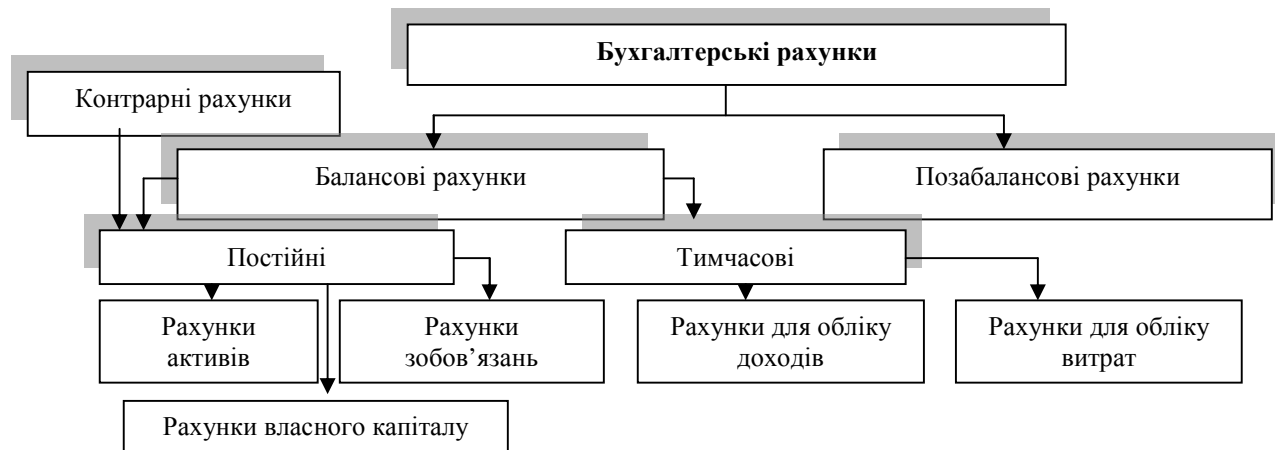 Бухгалтерські рахунки
Контрарні рахунки
Балансові рахунки
Позабалансові рахунки
Постійні
Тимчасові
Рахунки
активів
Рахунки
зобов’язань
Рахунки для обліку
доходів
Рахунки для обліку
витрат
Рахунки власного капіталу